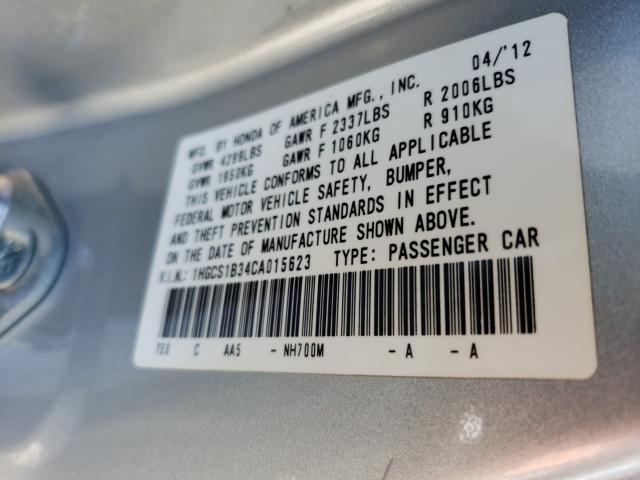 MFD. BY HONDA OF AMERICA MFG., INC. 04/'12
GVWR 4299LBS GAWR F 2337LBS R 2006LBS
GVWR 1950KG GAWR F 1060KG R 910KG
THIS VEHICLE CONFORMS TO ALL APPLICABLE
FEDERAL MOTOR VEHICLE SAFETY, BUMPER,
AND THEFT PREVENTION STANDARDS IN EFFECT
ON THE DATE OF MANUFACTURE SHOWN ABOVE.
V.I.N.: 1HGCS1B34CA015623 TYPE: PASSENGER CAR
TE0 C AA5 - NH700M - A - A